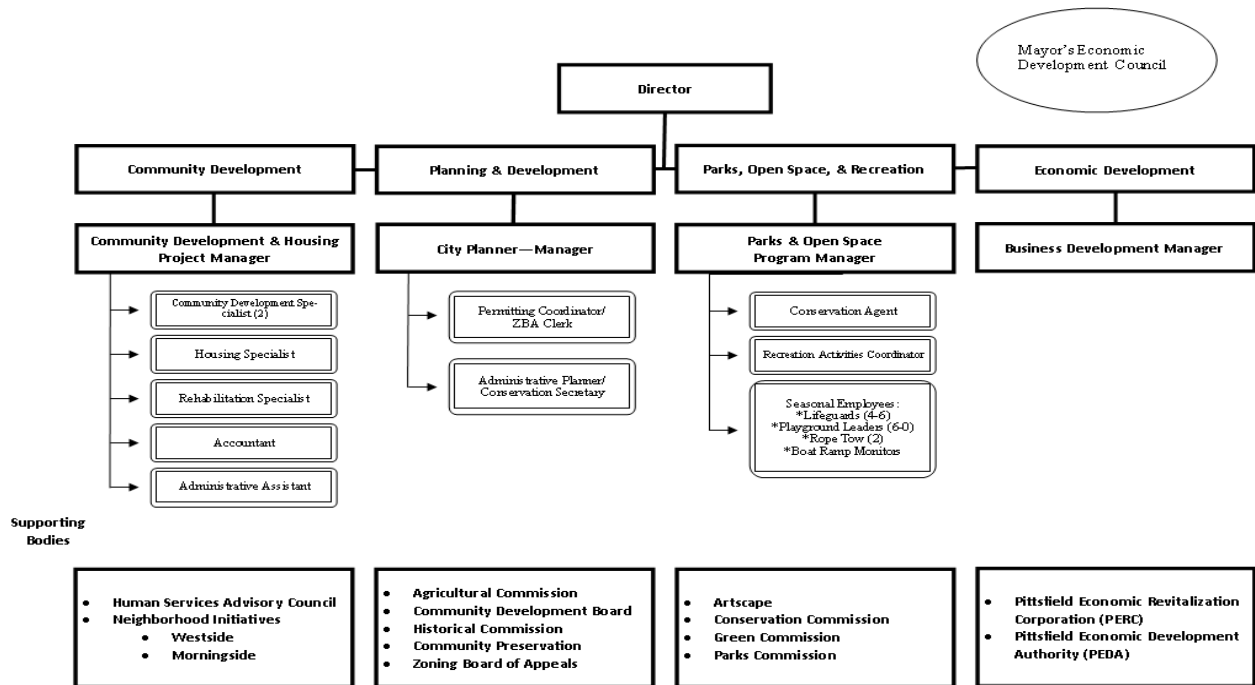 Mayor's Economic
Development Council
Director
Community Development
Planning & Development
Parks, Open Space, & Recreation
Economic Development
Community Development & Housing
Project Manager
City Planner—Manager
Parks & Open Space
Program Manager
Business Development Manager
Community Development Spe-
cialist (2)
Housing Specialist
Rehabilitation Specialist
Accountant
Administrative Assistant
Permitting Coordinator/
ZBA Clerk
Administrative Planner/
Conservation Secretary
Conservation Agent
Recreation Activities Coordinator
Seasonal Employees:
*Lifeguards (4-6)
*Playground Leaders (6-0)
*Rope Tow (2)
*Boat Ramp Monitors
Supporting
Bodies
• Human Services Advisory Council
• Neighborhood Initiatives
• Westside
• Morningside
• Agricultural Commission
• Community Development Board
• Historical Commission
• Community Preservation
• Zoning Board of Appeals
• Artscape
• Conservation Commission
• Green Commission
• Parks Commission
• Pittsfield Economic Revitalization
Corporation (PERC)
• Pittsfield Economic Development
Authority (PEDA)